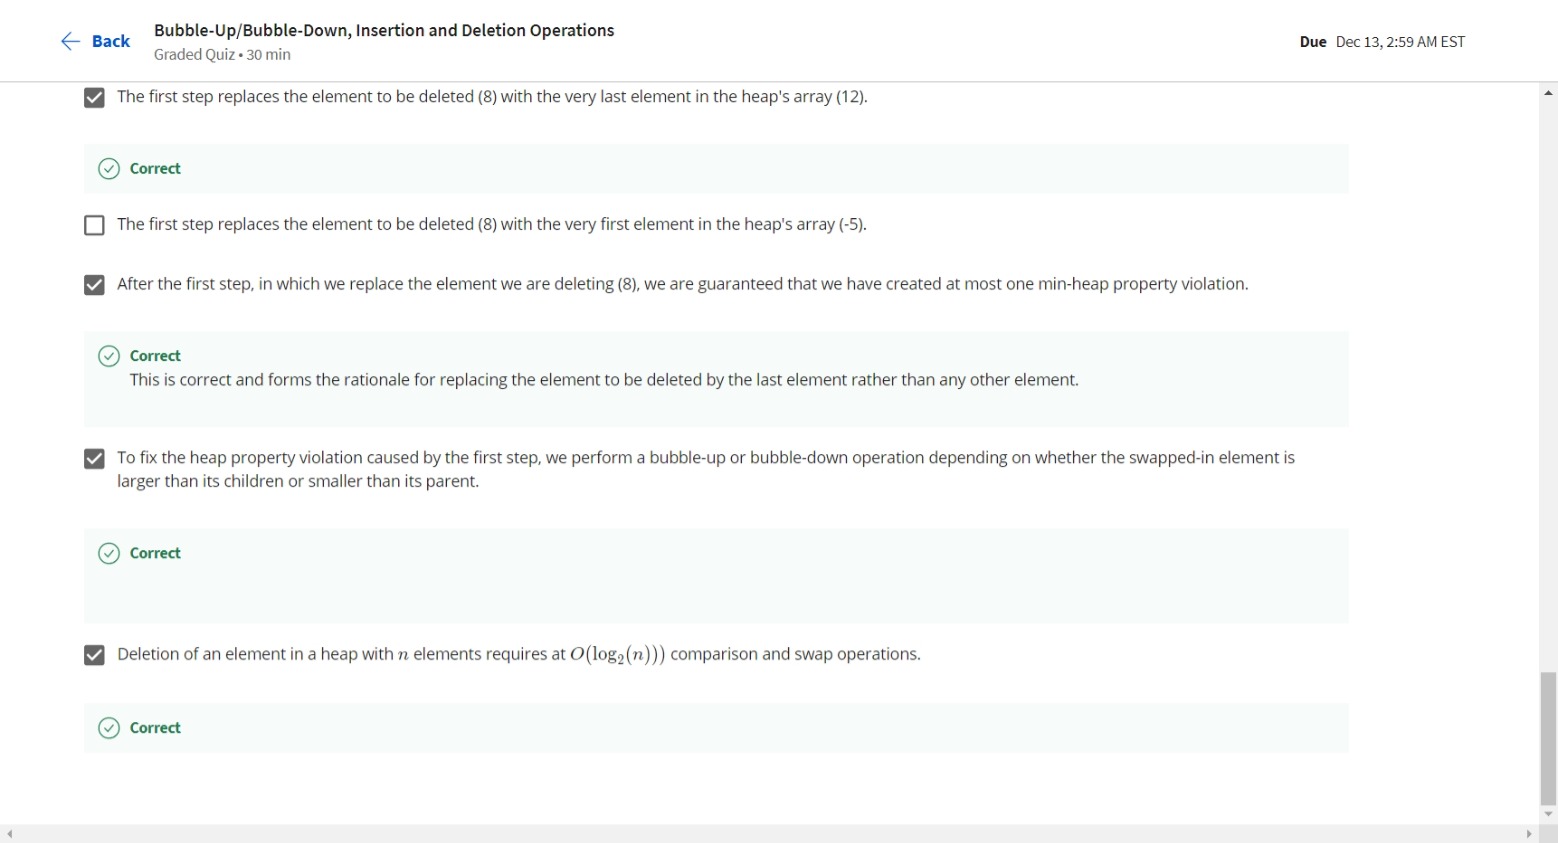 Back
Bubble-Up/Bubble-Down, Insertion and Deletion Operations
Graded Quiz • 30 min
Due Dec 13, 2:59 AM EST
The first step replaces the element to be deleted (8) with the very last element in the heap's array (12).
Correct
The first step replaces the element to be deleted (8) with the very first element in the heap's array (-5).
After the first step, in which we replace the element we are deleting (8), we are guaranteed that we have created at most one min-heap property violation.
Correct
This is correct and forms the rationale for replacing the element to be deleted by the last element rather than any other element.
To fix the heap property violation caused by the first step, we perform a bubble-up or bubble-down operation depending on whether the swapped-in element is
larger than its children or smaller than its parent.
Correct
Deletion of an element in a heap with n elements requires at O(log₂(n))) comparison and swap operations.
Correct